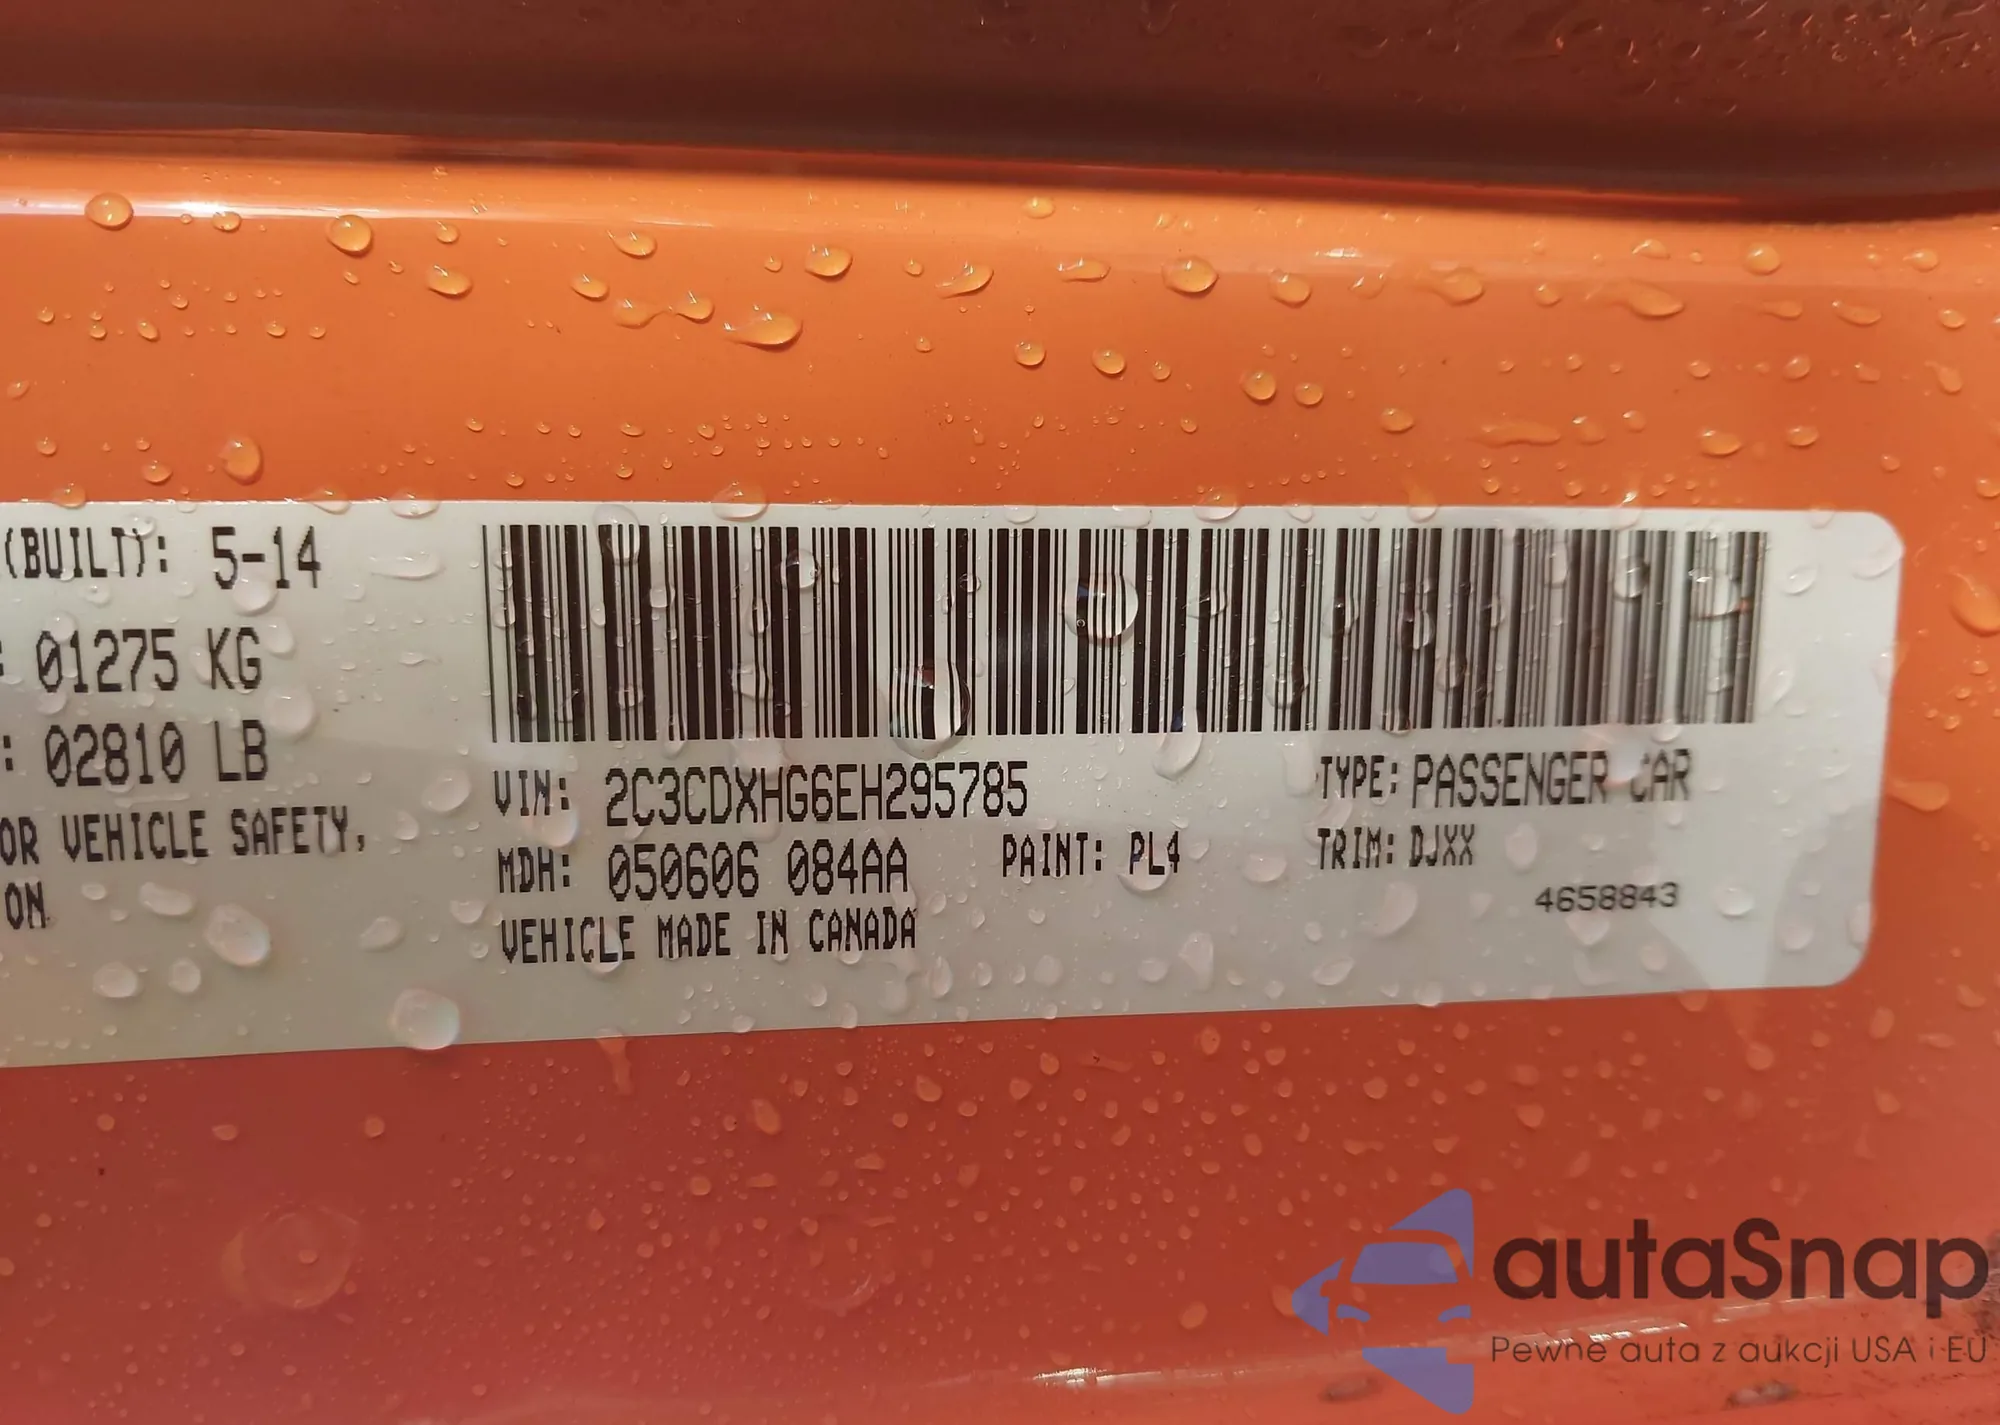 (BUILT): 5-14
: 01275 KG
: 02810 LB
OR VEHICLE SAFETY,
ON
VIN: 2C3CDXHG6EH295785
TYPE: PASSENGER CAR
MDH: 050606 084AA
PAINT: PL4
TRIM: DJXX
4658843
VEHICLE MADE IN CANADA
autaSnap
Pewne auta z aukcji USA i EU